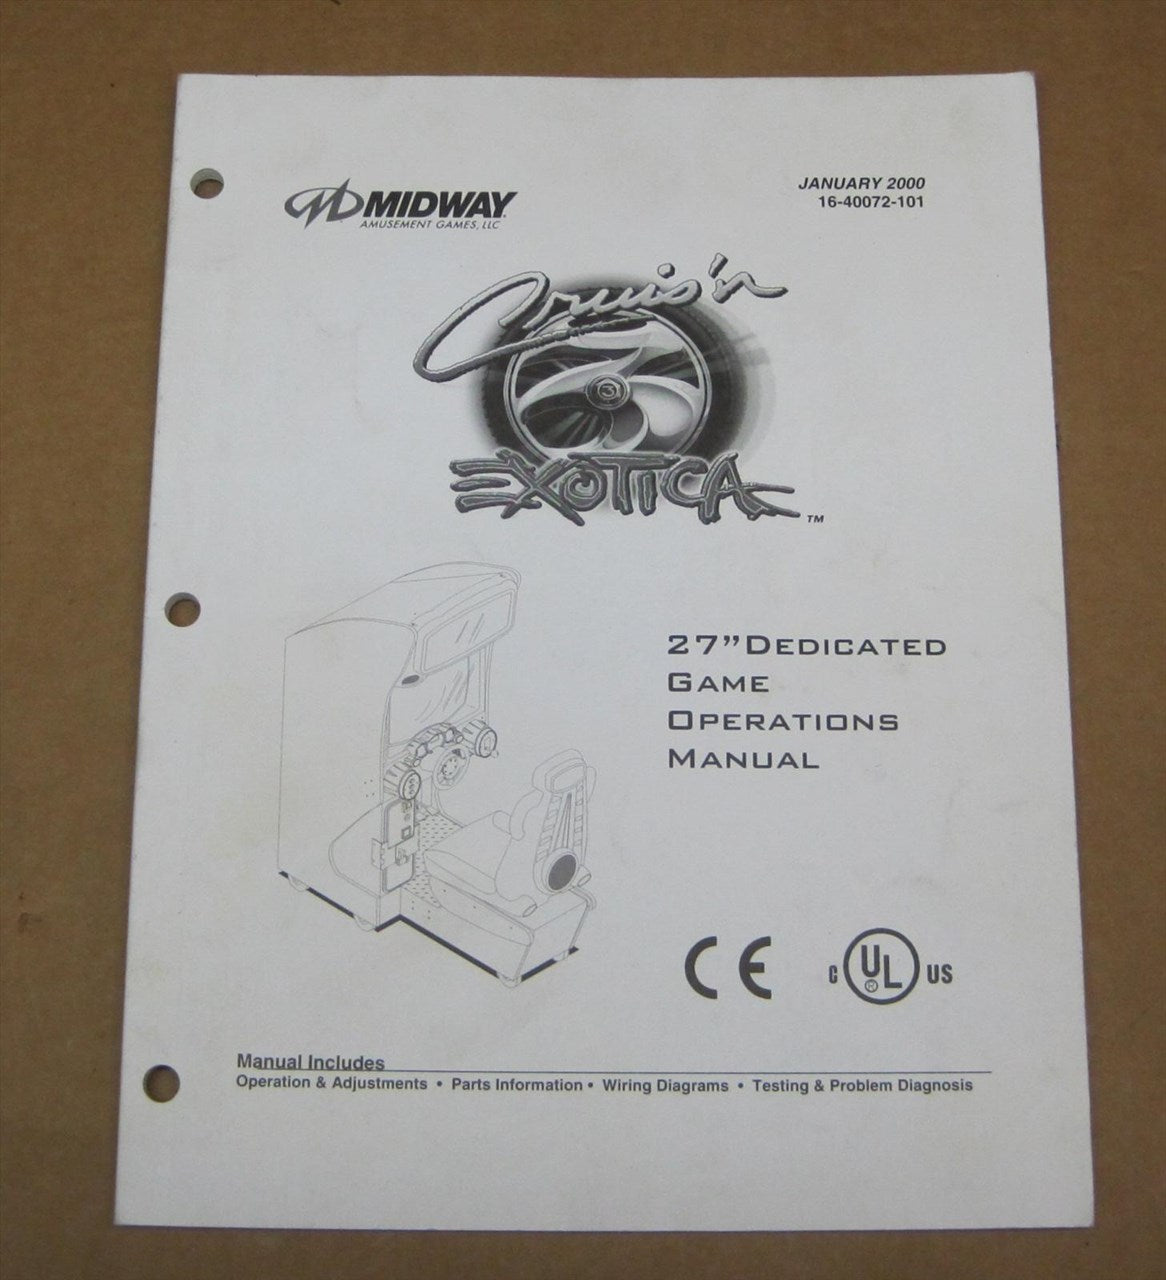 MIDWAY
AMUSEMENT GAMES, LLC
JANUARY 2000
16-40072-101
Cruis'n
3
EXOTICA
TM
27” DEDICATED
GAME
OPERATIONS
MANUAL
CE
C UL® US
Manual Includes
Operation & Adjustments • Parts Information • Wiring Diagrams • Testing & Problem Diagnosis